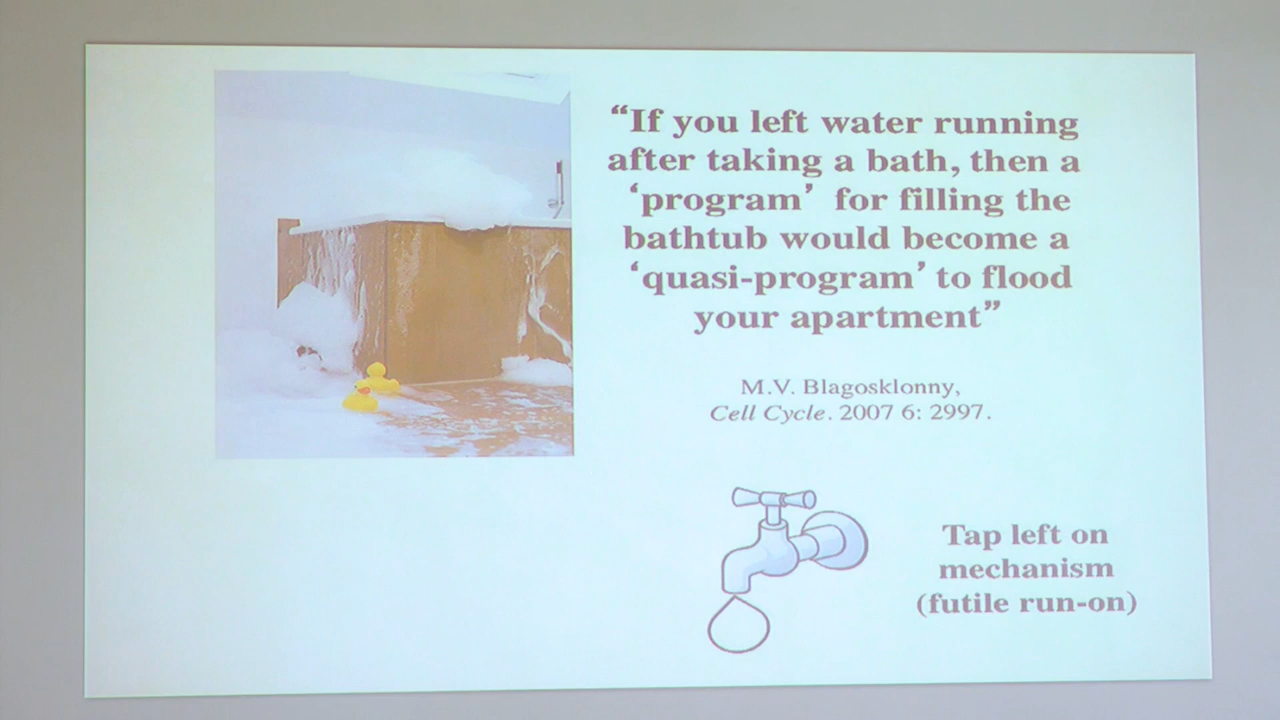 “If you left water running
after taking a bath, then a
‘program’ for filling the
bathtub would become a
‘quasi-program’ to flood
your apartment”
M.V. Blagosklonny,
Cell Cycle. 2007 6: 2997.
Tap left on
mechanism
(futile run-on)